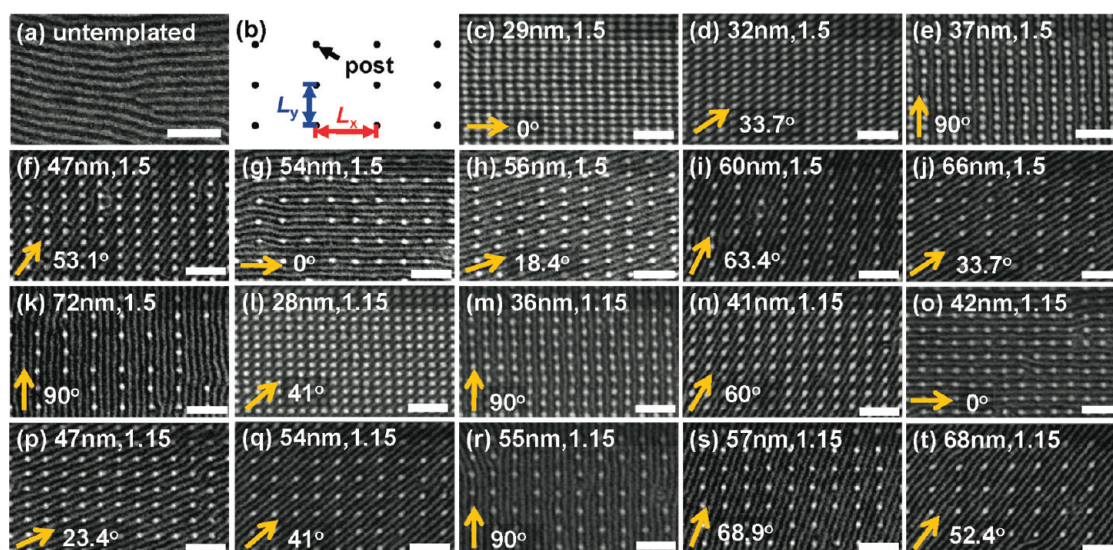 (a) untemplated
(b)
post
Ly
Lx
(c) 29nm,1.5
0°
(d) 32nm,1.5
33.7°
(e) 37nm,1.5
90°
(f) 47nm,1.5
53.1°
(g) 54nm,1.5
0°
(h) 56nm,1.5
18.4°
(i) 60nm,1.5
63.4°
(j) 66nm,1.5
33.7°
(k) 72nm,1.5
90°
(l) 28nm,1.15
41°
(m) 36nm,1.15
90°
(n) 41nm,1.15
60°
(o) 42nm,1.15
0°
(p) 47nm,1.15
23.4°
(q) 54nm,1.15
41°
(r) 55nm,1.15
90°
(s) 57nm,1.15
68.9°
(t) 68nm,1.15
52.4°